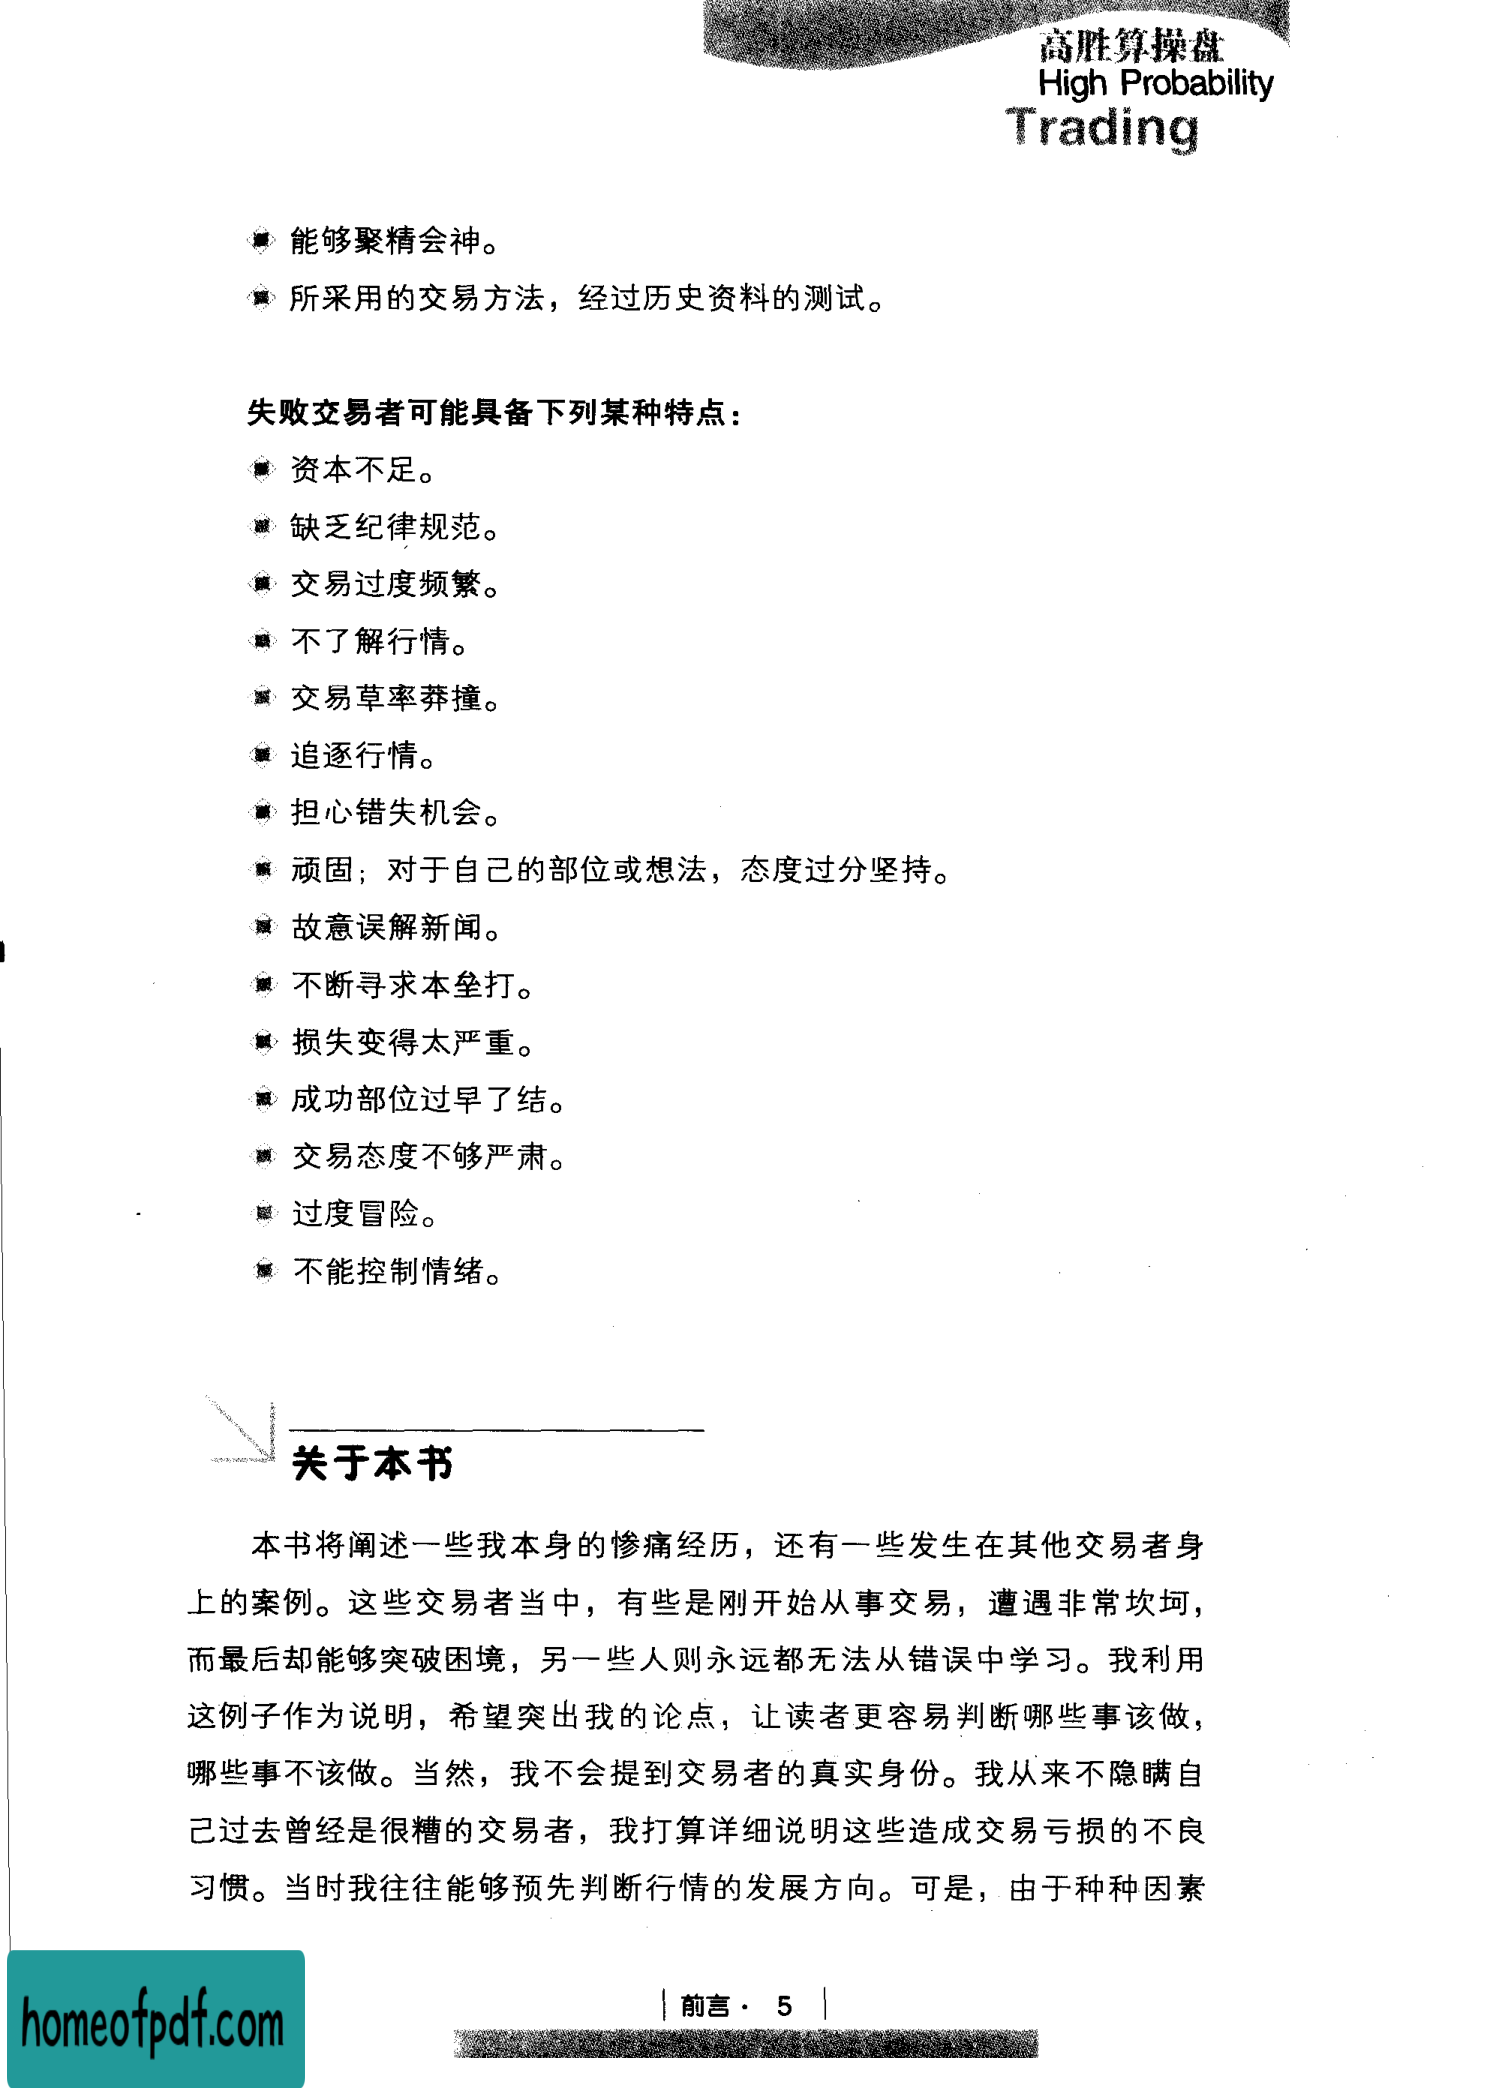 高胜算操盘
High Probability
Trading
能够聚精会神。
所采用的交易方法，经过历史资料的测试。
失败交易者可能具备下列某种特点：
资本不足。
缺乏纪律规范。
交易过度频繁。
不了解行情。
交易草率莽撞。
追逐行情。
担心错失机会。
顽固；对于自己的部位或想法，态度过分坚持。
故意误解新闻。
不断寻求本垒打。
损失变得太严重。
成功部位过早了结。
交易态度不够严肃。
过度冒险。
不能控制情绪。
关于本书
本书将阐述一些我本身的惨痛经历，还有一些发生在其他交易者身
上的案例。这些交易者当中，有些是刚开始从事交易，遭遇非常坎坷，
而最后却能够突破困境，另一些人则永远都无法从错误中学习。我利用
这例子作为说明，希望突出我的论点，让读者更容易判断哪些事该做，
哪些事不该做。当然，我不会提到交易者的真实身份。我从来不隐瞒自
己过去曾经是很糟的交易者，我打算详细说明这些造成交易亏损的不良
习惯。当时我往往能够预先判断行情的发展方向。可是，由于种种因素
前言· 5
homeofpdf.com